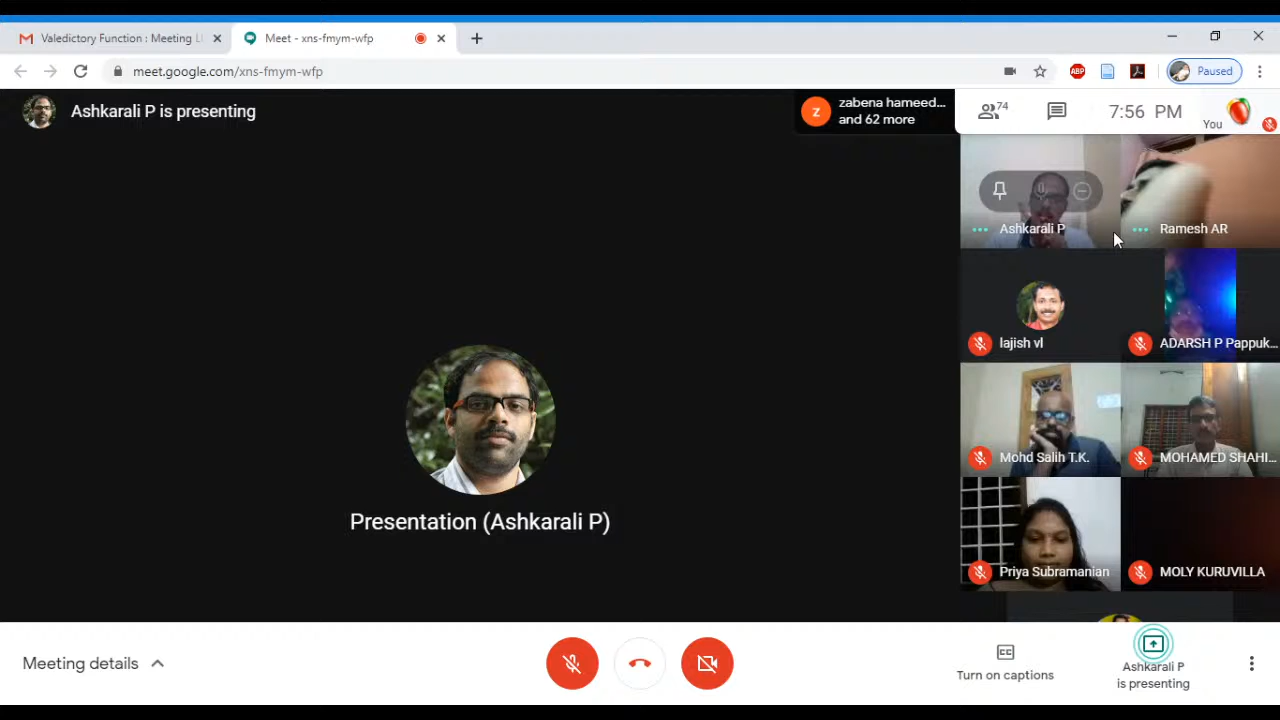 Valedictory Function : Meeting L
Meet - xns-fmym-wfp
meet.google.com/xns-fmym-wfp
ABP
Paused
Ashkarali P is presenting
z
zabena hameed...
and 62 more
74
7:56 PM
You
Ashkarali P
Ramesh AR
lajish vl
ADARSH P Pappuk...
Mohd Salih T.K.
MOHAMED SHAHI...
Priya Subramanian
MOLY KURUVILLA
Presentation (Ashkarali P)
Meeting details
CC
Turn on captions
Ashkarali P
is presenting